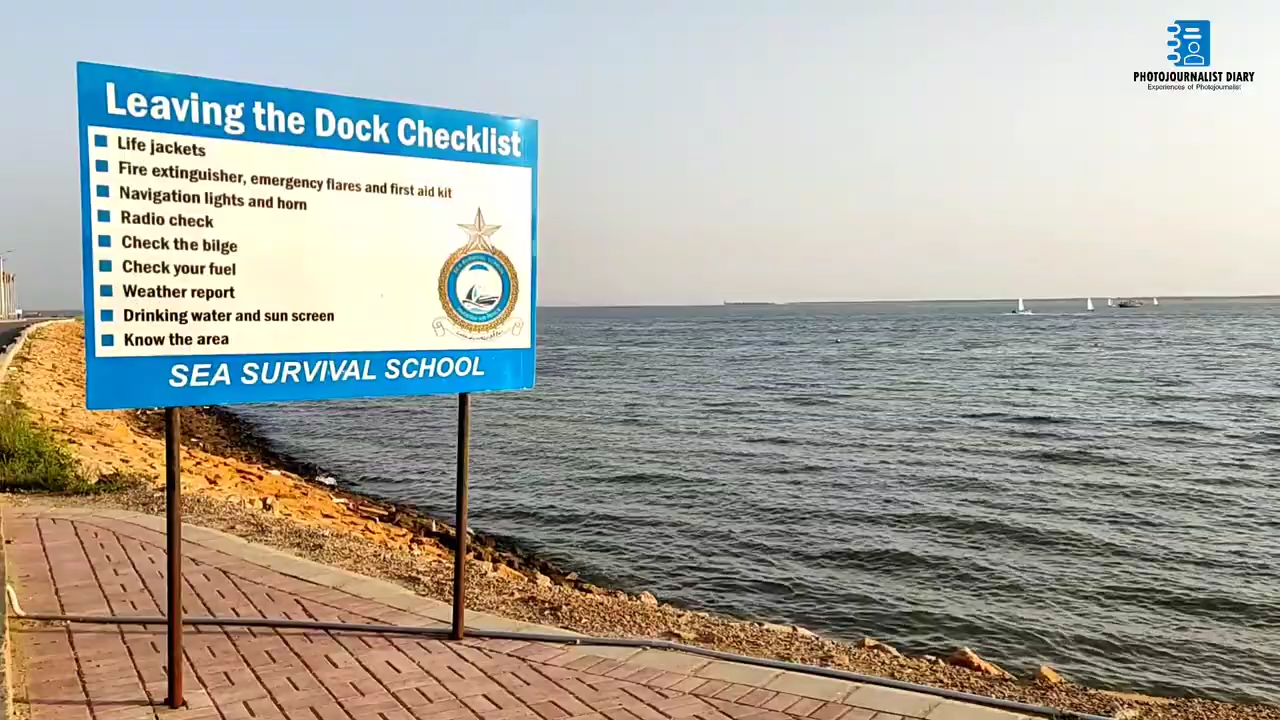 Leaving the Dock Checklist
Life jackets
Fire extinguisher, emergency flares and first aid kit
Navigation lights and horn
Radio check
Check the bilge
Check your fuel
Weather report
Drinking water and sun screen
Know the area
SEA SURVIVAL SCHOOL
PHOTOJOURNALIST DIARY
Experiences of Photojournalist